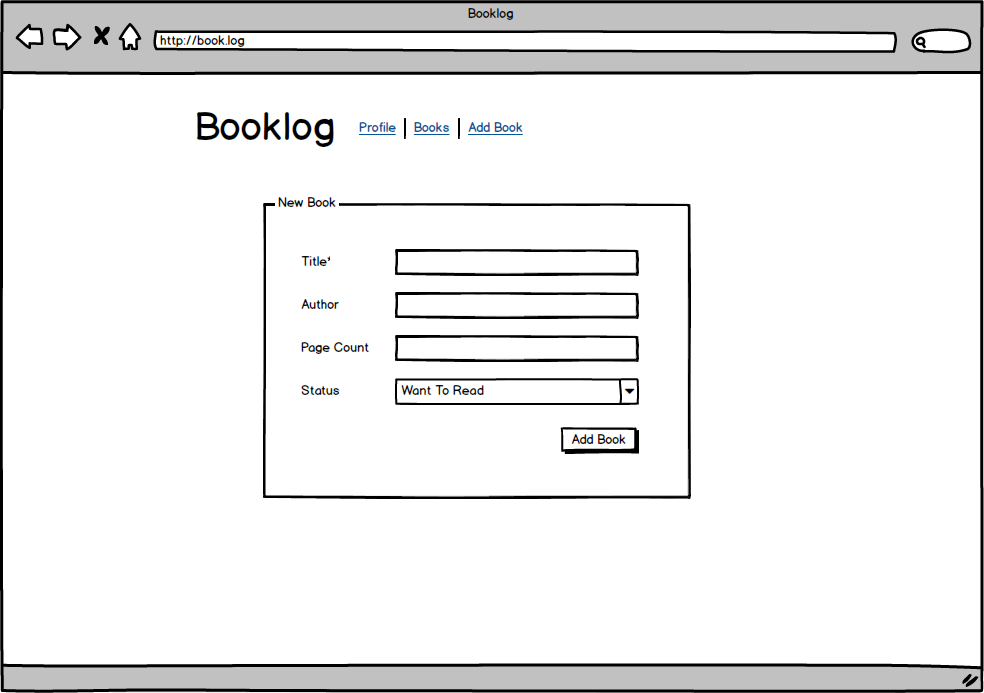 Booklog
http://book.log
Booklog Profile Books Add Book
New Book
Title*
Author
Page Count
Status Want To Read
Add Book